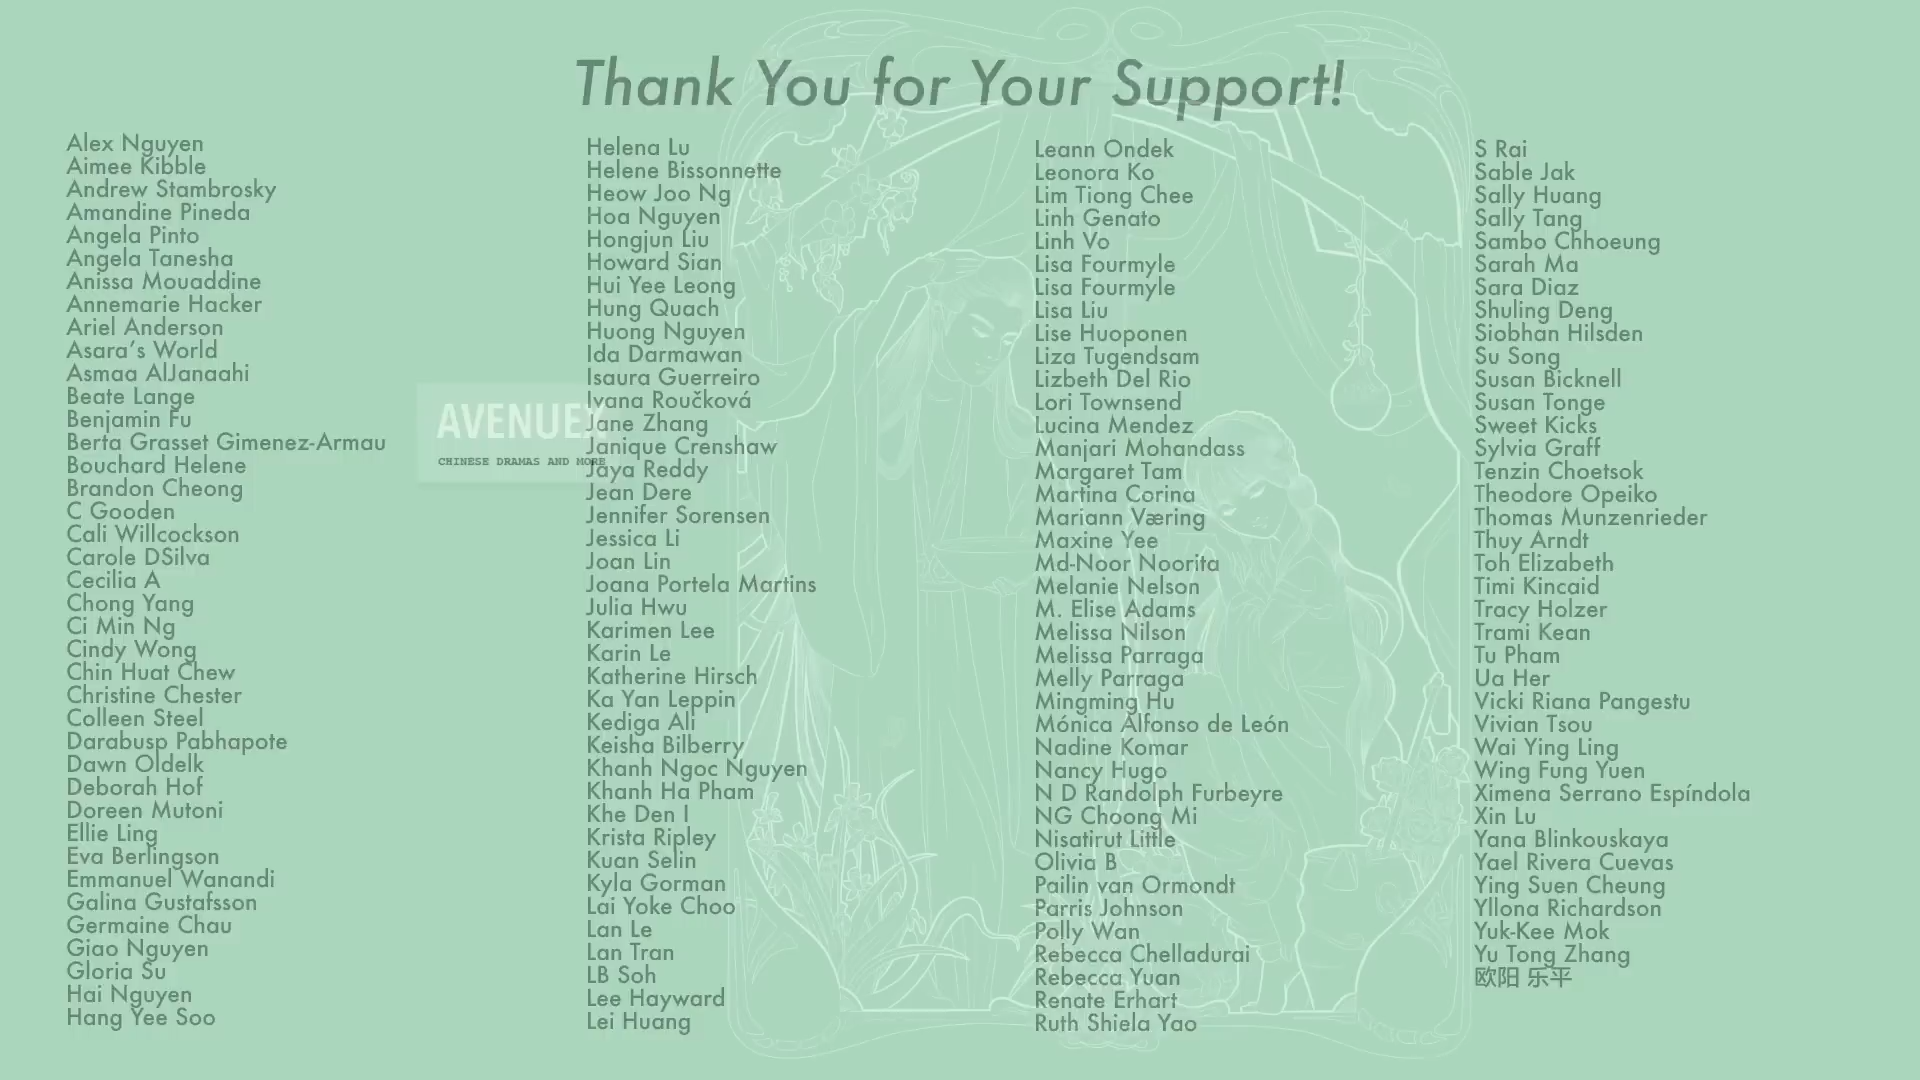 Thank You for Your Support!
Alex Nguyen
Aimee Kibble
Andrew Stambrosky
Amandine Pineda
Angela Pinto
Angela Tanesha
Anissa Mouaddine
Annemarie Hacker
Ariel Anderson
Asara's World
Asmaa AlJanaahi
Beate Lange
Benjamin Fu
Berta Grasset Gimenez-Armau
Bouchard Helene
Brandon Cheong
C Gooden
Cali Willcockson
Carole DSilva
Cecilia A
Chong Yang
Ci Min Ng
Cindy Wong
Chin Huat Chew
Christine Chester
Colleen Steel
Darabusp Pabhapote
Dawn Oldelk
Deborah Hof
Doreen Mutoni
Ellie Ling
Eva Berlingson
Emmanuel Wanandi
Galina Gustafsson
Germaine Chau
Giao Nguyen
Gloria Su
Hai Nguyen
Hang Yee Soo
AVENUEX
CHINESE DRAMAS AND MORE
Helena Lu
Helene Bissonnette
Heow Joo Ng
Hoa Nguyen
Hongjun Liu
Howard Sian
Hui Yee Leong
Hung Quach
Huong Nguyen
Ida Darmawan
Isaura Guerreiro
Ivana Roučková
Jane Zhang
Janique Crenshaw
Jaya Reddy
Jean Dere
Jennifer Sorensen
Jessica Li
Joan Lin
Joana Portela Martins
Julia Hwu
Karimen Lee
Karin Le
Katherine Hirsch
Ka Yan Leppin
Kediga Ali
Keisha Bilberry
Khanh Ngoc Nguyen
Khanh Ha Pham
Khe Den I
Krista Ripley
Kuan Selin
Kyla Gorman
Lai Yoke Choo
Lan Le
Lan Tran
LB Soh
Lee Hayward
Lei Huang
Leann Ondek
Leonora Ko
Lim Tiong Chee
Linh Genato
Linh Vo
Lisa Fourmyle
Lisa Fourmyle
Lisa Liu
Lise Huoponen
Liza Tugendsam
Lizbeth Del Rio
Lori Townsend
Lucina Mendez
Manjari Mohandass
Margaret Tam
Martina Corina
Mariann Væring
Maxine Yee
Md-Noor Noorita
Melanie Nelson
M. Elise Adams
Melissa Nilson
Melissa Parraga
Melly Parraga
Mingming Hu
Mónica Alfonso de León
Nadine Komar
Nancy Hugo
N D Randolph Furbeyre
NG Choong Mi
Nisatirut Little
Olivia B
Pailin van Ormondt
Parris Johnson
Polly Wan
Rebecca Chelladurai
Rebecca Yuan
Renate Erhart
Ruth Shiela Yao
S Rai
Sable Jak
Sally Huang
Sally Tang
Sambo Chhoeung
Sarah Ma
Sara Diaz
Shuling Deng
Siobhan Hilsden
Su Song
Susan Bicknell
Susan Tonge
Sweet Kicks
Sylvia Graff
Tenzin Choetsok
Theodore Opeiko
Thomas Munzenrieder
Thuy Arndt
Toh Elizabeth
Timi Kincaid
Tracy Holzer
Trami Kean
Tu Pham
Ua Her
Vicki Riana Pangestu
Vivian Tsou
Wai Ying Ling
Wing Fung Yuen
Ximena Serrano Espíndola
Xin Lu
Yana Blinkouskaya
Yael Rivera Cuevas
Ying Suen Cheung
Yllona Richardson
Yuk-Kee Mok
Yu Tong Zhang
欧阳 乐平